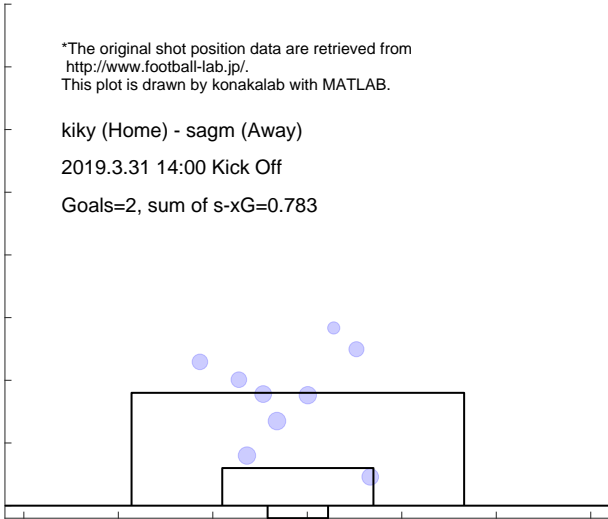 *The original shot position data are retrieved from
http://www.football-lab.jp/.
This plot is drawn by konakalab with MATLAB.
kiky (Home) - sagm (Away)
2019.3.31 14:00 Kick Off
Goals=2, sum of s-xG=0.783